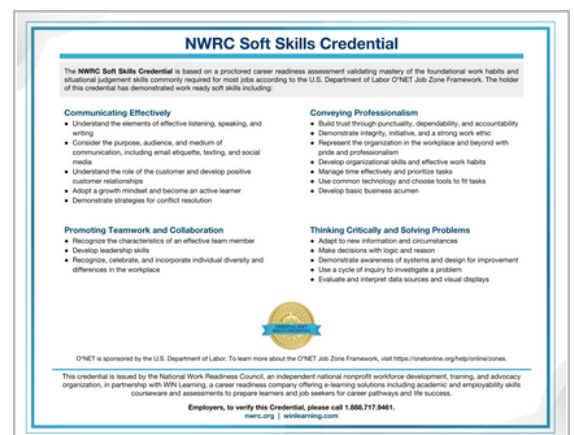 NWRC Soft Skills Credential
The NWRC Soft Skills Credential is based on a proctored career readiness assessment validating mastery of the foundational work habits and
situational judgement skills commonly required for most jobs according to the U.S. Department of Labor O*NET Job Zone Framework. The holder
of this credential has demonstrated work ready soft skills including:
Communicating Effectively
• Understand the elements of effective listening, speaking, and
writing
• Consider the purpose, audience, and medium of
communication, including email etiquette, texting, and social
media
• Understand the role of the customer and develop positive
customer relationships
• Adopt a growth mindset and become an active learner
• Demonstrate strategies for conflict resolution
Conveying Professionalism
• Build trust through punctuality, dependability, and accountability
• Demonstrate integrity, initiative, and a strong work ethic
• Represent the organization in the workplace and beyond with
pride and professionalism
• Develop organizational skills and effective work habits
• Manage time effectively and prioritize tasks
• Use common technology and choose tools to fit tasks
• Develop basic business acumen
Promoting Teamwork and Collaboration
• Recognize the characteristics of an effective team member
• Develop leadership skills
• Recognize, celebrate, and incorporate individual diversity and
differences in the workplace
Thinking Critically and Solving Problems
• Adapt to new information and circumstances
• Make decisions with logic and reason
• Demonstrate awareness of systems and design for improvement
• Use a cycle of inquiry to investigate a problem
• Evaluate and interpret data sources and visual displays
ESSENTIAL SOFT
SKILLS CREDENTIAL
O*NET is sponsored by the U.S. Department of Labor. To learn more about the O*NET Job Zone Framework, visit https://onetonline.org/help/online/zones.
This credential is issued by the National Work Readiness Council, an independent national nonprofit workforce development, training, and advocacy
organization, in partnership with WIN Learning, a career readiness company offering e-learning solutions including academic and employability skills
courseware and assessments to prepare learners and job seekers for career pathways and life success.
Employers, to verify this Credential, please call 1.888.717.9461.
nwrc.org | winlearning.com